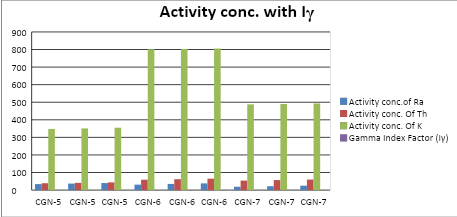 Activity conc. with Iγ
900
800
700
600
500
400
300
200
100
0
CGN-5 CGN-5 CGN-5 CGN-6 CGN-6 CGN-6 CGN-7 CGN-7 CGN-7
Activity conc.of Ra
Activity conc. Of Th
Activity conc. Of K
Gamma Index Factor (Iγ)